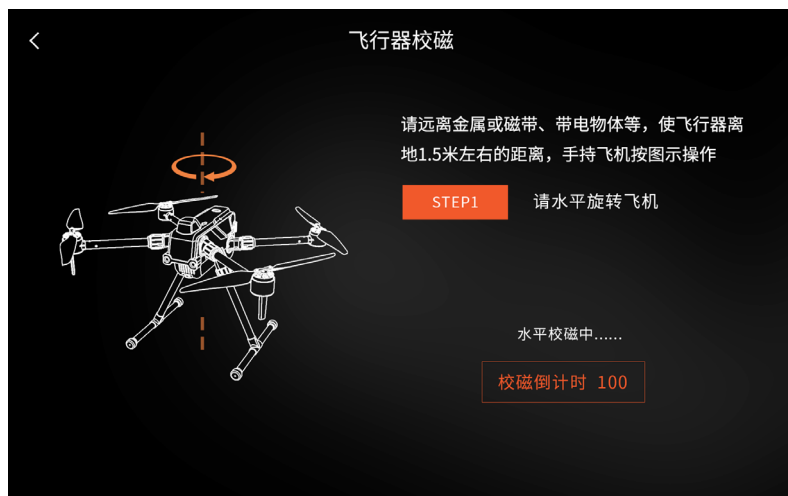 飞行器校磁
请远离金属或磁带、带电物体等，使飞行器离
地1.5米左右的距离，手持飞机按图示操作
STEP1 请水平旋转飞机
水平校磁中......
校磁倒计时 100